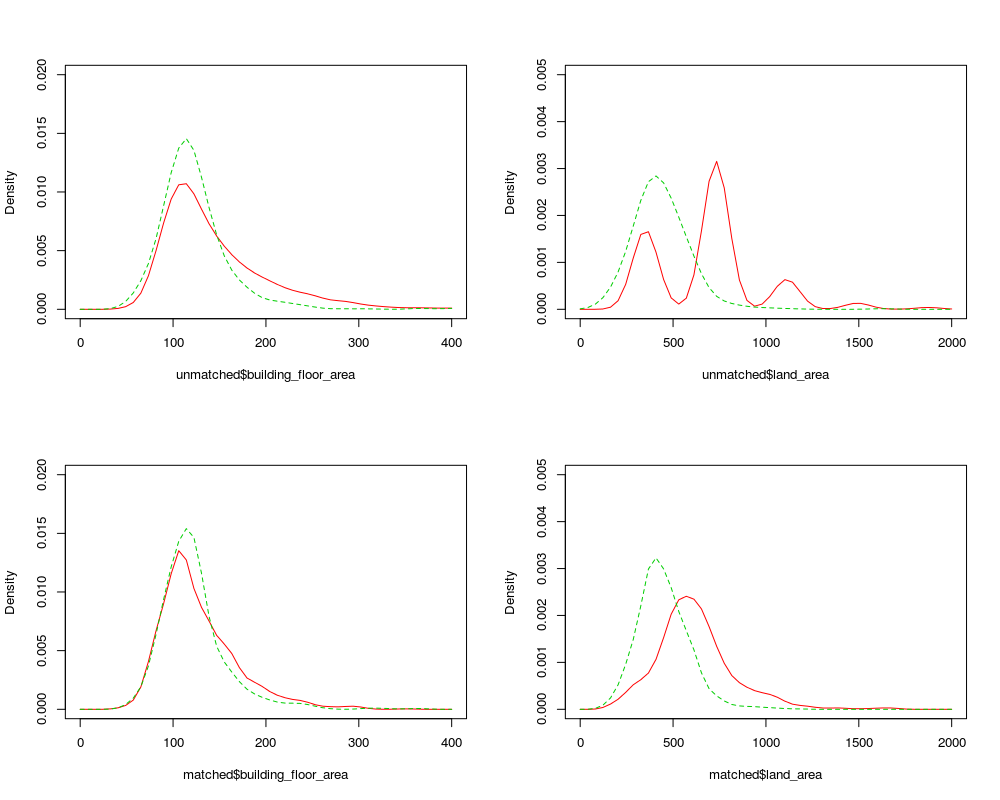 0.000 0.005 0.010 0.015 0.020
Density
0 100 200 300 400
unmatched$building_floor_area
0.000 0.001 0.002 0.003 0.004 0.005
Density
0 500 1000 1500 2000
unmatched$land_area
0.000 0.005 0.010 0.015 0.020
Density
0 100 200 300 400
matched$building_floor_area
0.000 0.001 0.002 0.003 0.004 0.005
Density
0 500 1000 1500 2000
matched$land_area